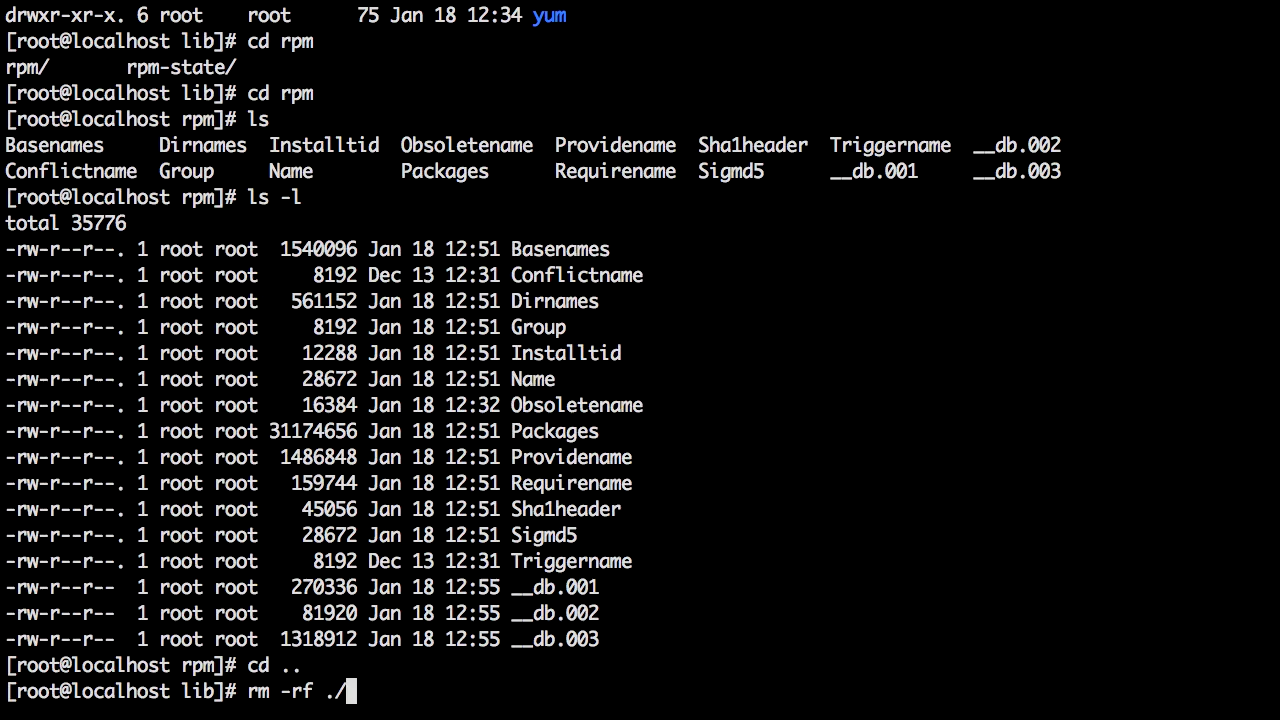 drwxr-xr-x. 6 root    root      75 Jan 18 12:34 yum
[root@localhost lib]# cd rpm
rpm/       rpm-state/
[root@localhost lib]# cd rpm
[root@localhost rpm]# ls
Basenames     Dirnames  Installtid  Obsoletename  Providename  Sha1header  Triggername  __db.002
Conflictname  Group     Name        Packages      Requirename  Sigmd5      __db.001     __db.003
[root@localhost rpm]# ls -l
total 35776
-rw-r--r--. 1 root root  1540096 Jan 18 12:51 Basenames
-rw-r--r--. 1 root root     8192 Dec 13 12:31 Conflictname
-rw-r--r--. 1 root root   561152 Jan 18 12:51 Dirnames
-rw-r--r--. 1 root root     8192 Jan 18 12:51 Group
-rw-r--r--. 1 root root    12288 Jan 18 12:51 Installtid
-rw-r--r--. 1 root root    28672 Jan 18 12:51 Name
-rw-r--r--. 1 root root    16384 Jan 18 12:32 Obsoletename
-rw-r--r--. 1 root root 31174656 Jan 18 12:51 Packages
-rw-r--r--. 1 root root  1486848 Jan 18 12:51 Providename
-rw-r--r--. 1 root root   159744 Jan 18 12:51 Requirename
-rw-r--r--. 1 root root    45056 Jan 18 12:51 Sha1header
-rw-r--r--. 1 root root    28672 Jan 18 12:51 Sigmd5
-rw-r--r--. 1 root root     8192 Dec 13 12:31 Triggername
-rw-r--r--  1 root root   270336 Jan 18 12:55 __db.001
-rw-r--r--  1 root root    81920 Jan 18 12:55 __db.002
-rw-r--r--  1 root root  1318912 Jan 18 12:55 __db.003
[root@localhost rpm]# cd ..
[root@localhost lib]# rm -rf ./